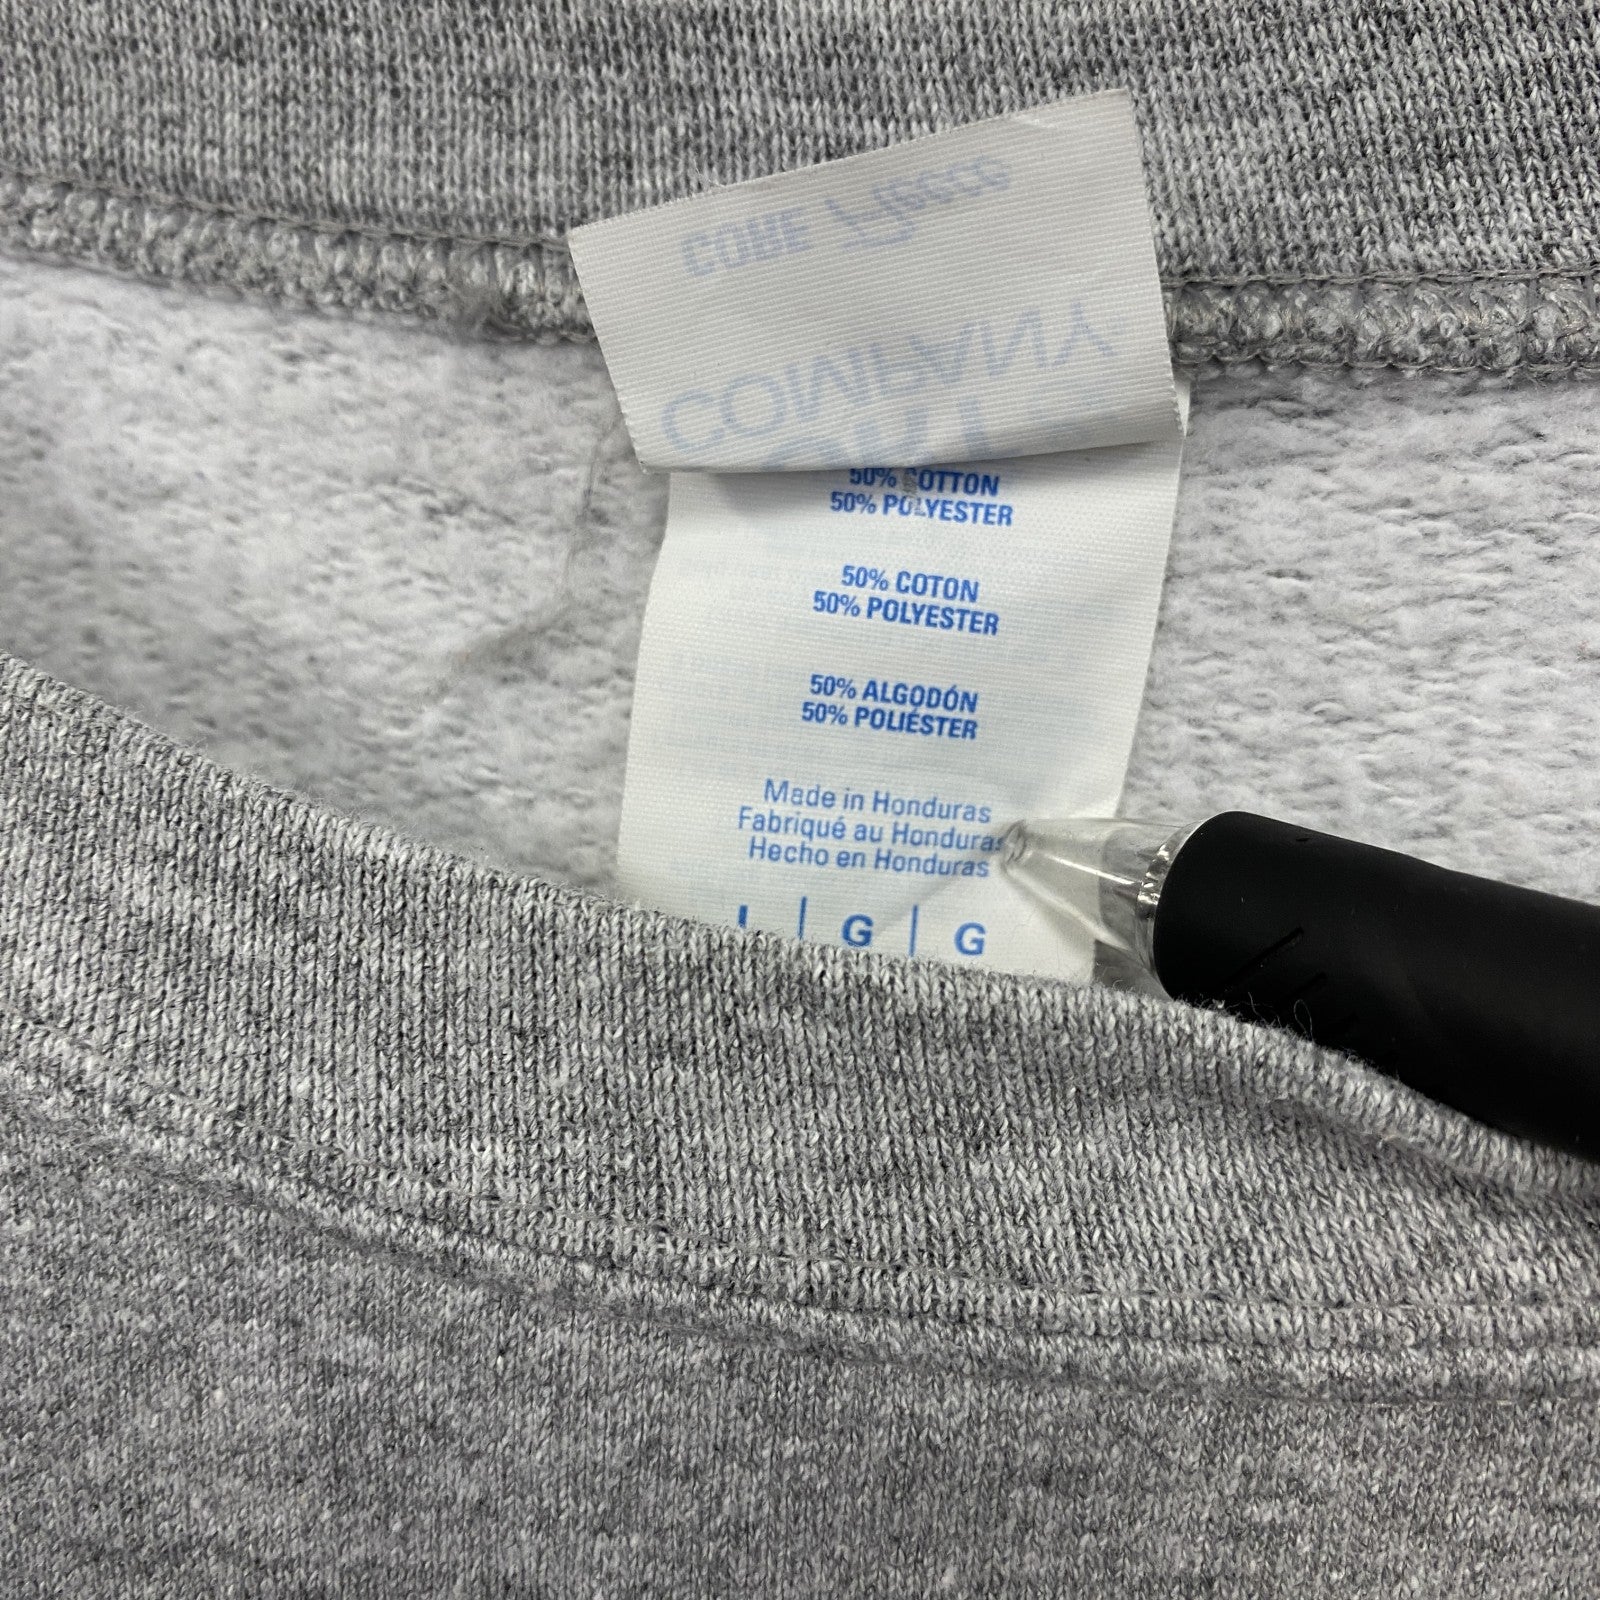 COMPANY
50% COTTON
50% POLYESTER
50% COTON
50% POLYESTER
50% ALGODÓN
50% POLIÉSTER
Made in Honduras
Fabriqué au Honduras
Hecho en Honduras
L | G | G